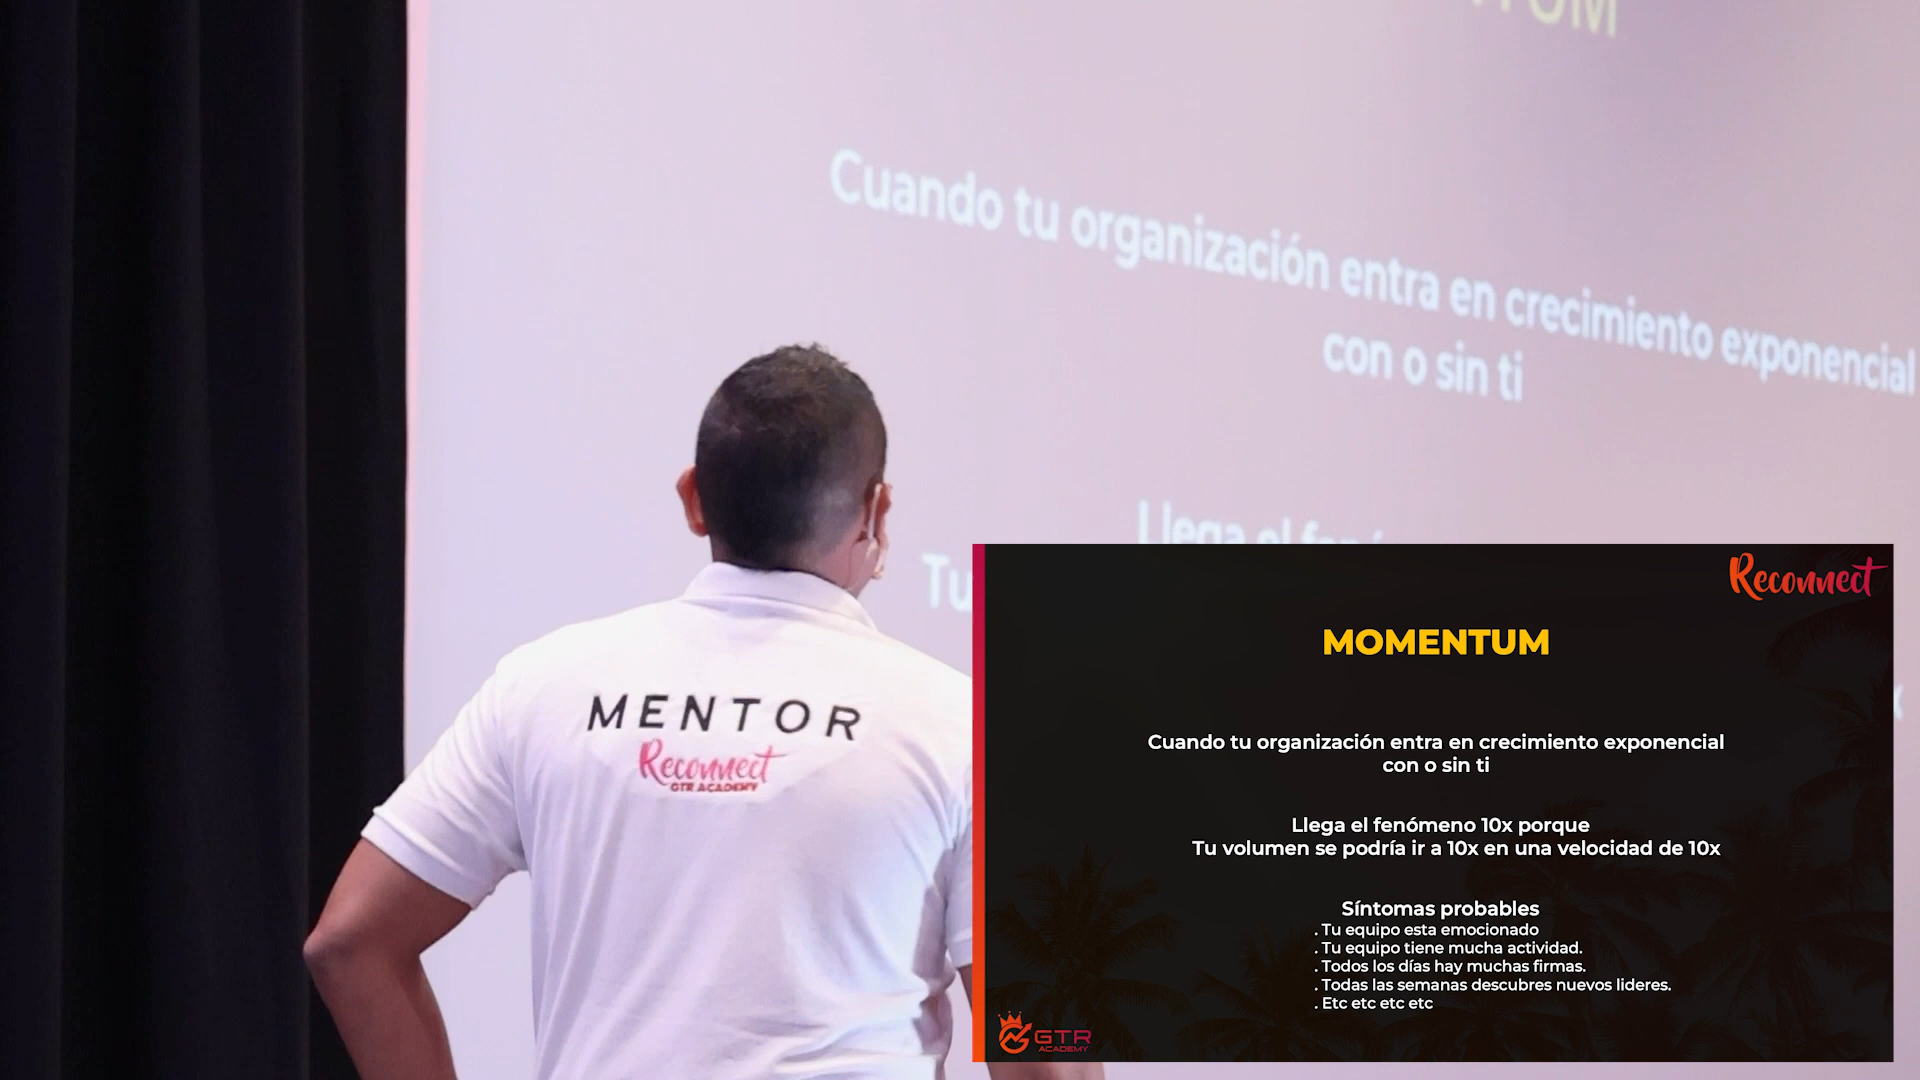 Cuando tu organización entra en crecimiento exponencial
con o sin ti
Llega el
Tu
MENTOR
Reconnect
GTR ACADEMY
Reconnect
MOMENTUM
Cuando tu organización entra en crecimiento exponencial
con o sin ti
Llega el fenómeno 10x porque
Tu volumen se podría ir a 10x en una velocidad de 10x
Síntomas probables
. Tu equipo esta emocionado
. Tu equipo tiene mucha actividad.
. Todos los días hay muchas firmas.
. Todas las semanas descubres nuevos lideres.
. Etc etc etc etc
GTR
ACADEMY